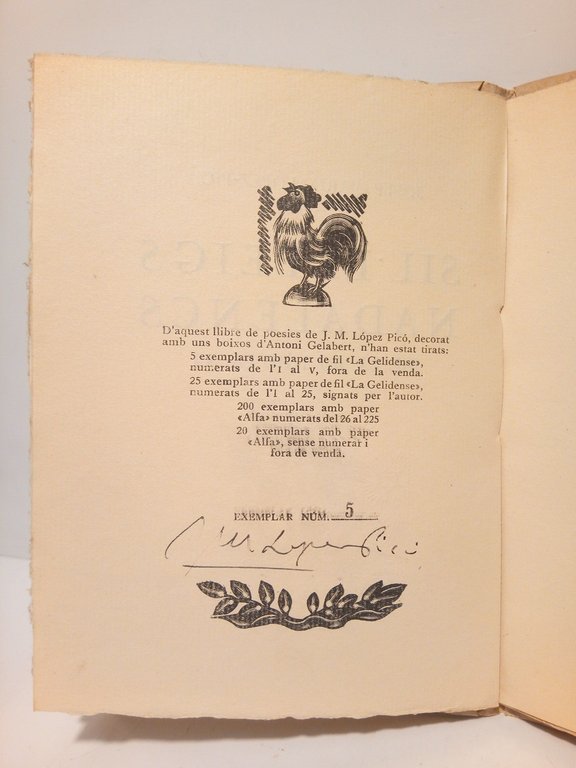 D'aquest llibre de poesies de J. M. López Picó, decorat
amb uns boixos d'Antoni Gelabert, n'han estat tirats:
5 exemplars amb paper de fil «La Gelidense»,
numerats de l'I al V, fora de la venda.
25 exemplars amb paper de fil «La Gelidense»,
numerats de l'1 al 25, signats per l'autor.
200 exemplars amb paper
«Alfa» numerats del 26 al 225
20 exemplars amb paper
«Alfa», sense numerar i
fora de venda.
EXEMPLAR NÚM. 5
J M Lopez Picó